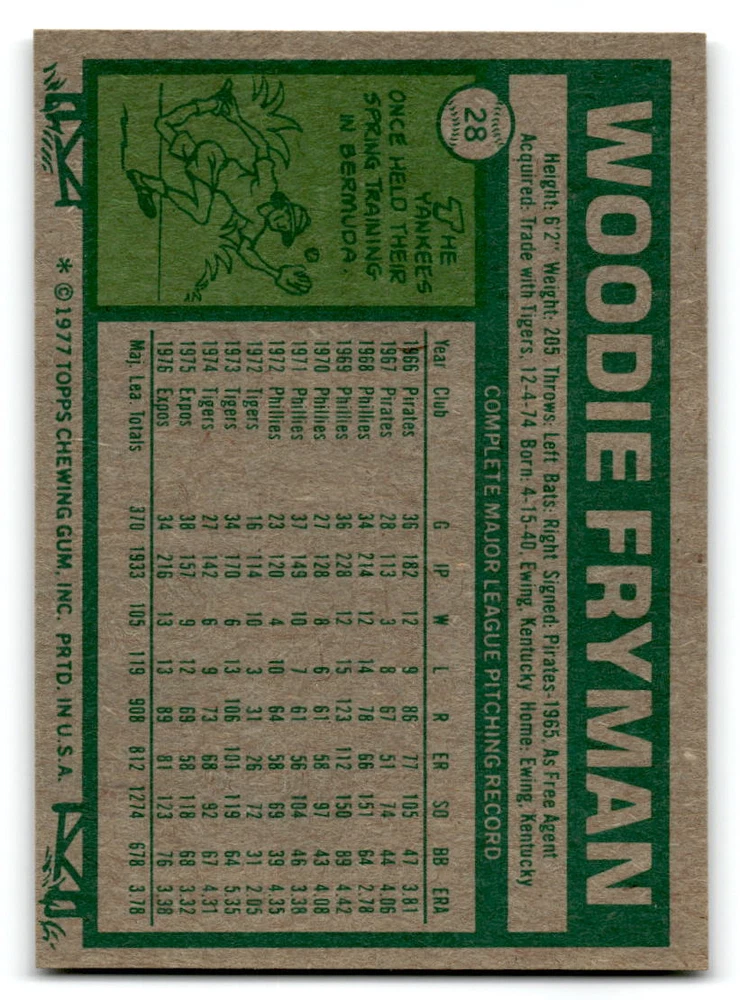 WOODIE FRYMAN
28
Height: 6'2" Weight: 205 Throws: Left Bats: Right Signed: Pirates-1965, As Free Agent
Acquired: Trade with Tigers, 12-4-74 Born: 4-15-40, Ewing, Kentucky Home: Ewing, Kentucky
THE
YANKEES
ONCE HELD THEIR
SPRING TRAINING
IN BERMUDA.
COMPLETE MAJOR LEAGUE PITCHING RECORD
Year Club G IP W L R ER SO BB ERA
1966 Pirates 36 182 12 9 86 77 105 47 3.81
1967 Pirates 28 113 3 8 67 51 74 44 4.06
1968 Phillies 34 214 12 14 78 66 151 64 2.78
1969 Phillies 36 228 12 15 123 112 150 89 4.42
1970 Phillies 27 128 8 6 61 58 97 43 4.08
1971 Phillies 37 149 10 7 61 56 104 46 3.38
1972 Phillies 23 120 4 10 64 58 69 39 4.35
1972 Tigers 16 114 10 3 31 26 72 31 2.05
1973 Tigers 34 170 6 13 106 101 119 64 5.35
1974 Tigers 27 142 6 9 73 68 92 67 4.31
1975 Expos 38 157 9 12 69 58 118 68 3.32
1976 Expos 34 216 13 13 89 81 123 76 3.38
Maj. Lea. Totals 370 1933 105 119 908 812 1274 678 3.78
* © 1977 TOPPS CHEWING GUM, INC. PRTD. IN U.S.A.